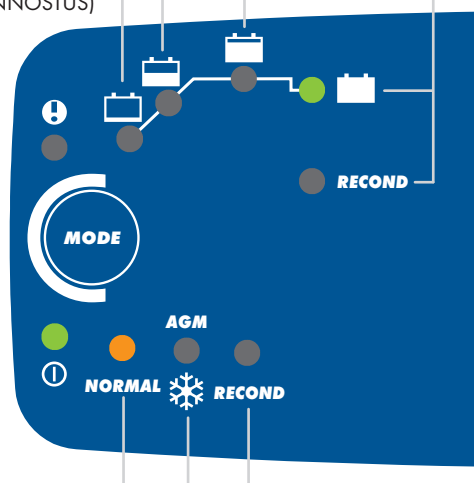 NNOSTUS)
RECOND
MODE
AGM
NORMAL
RECOND